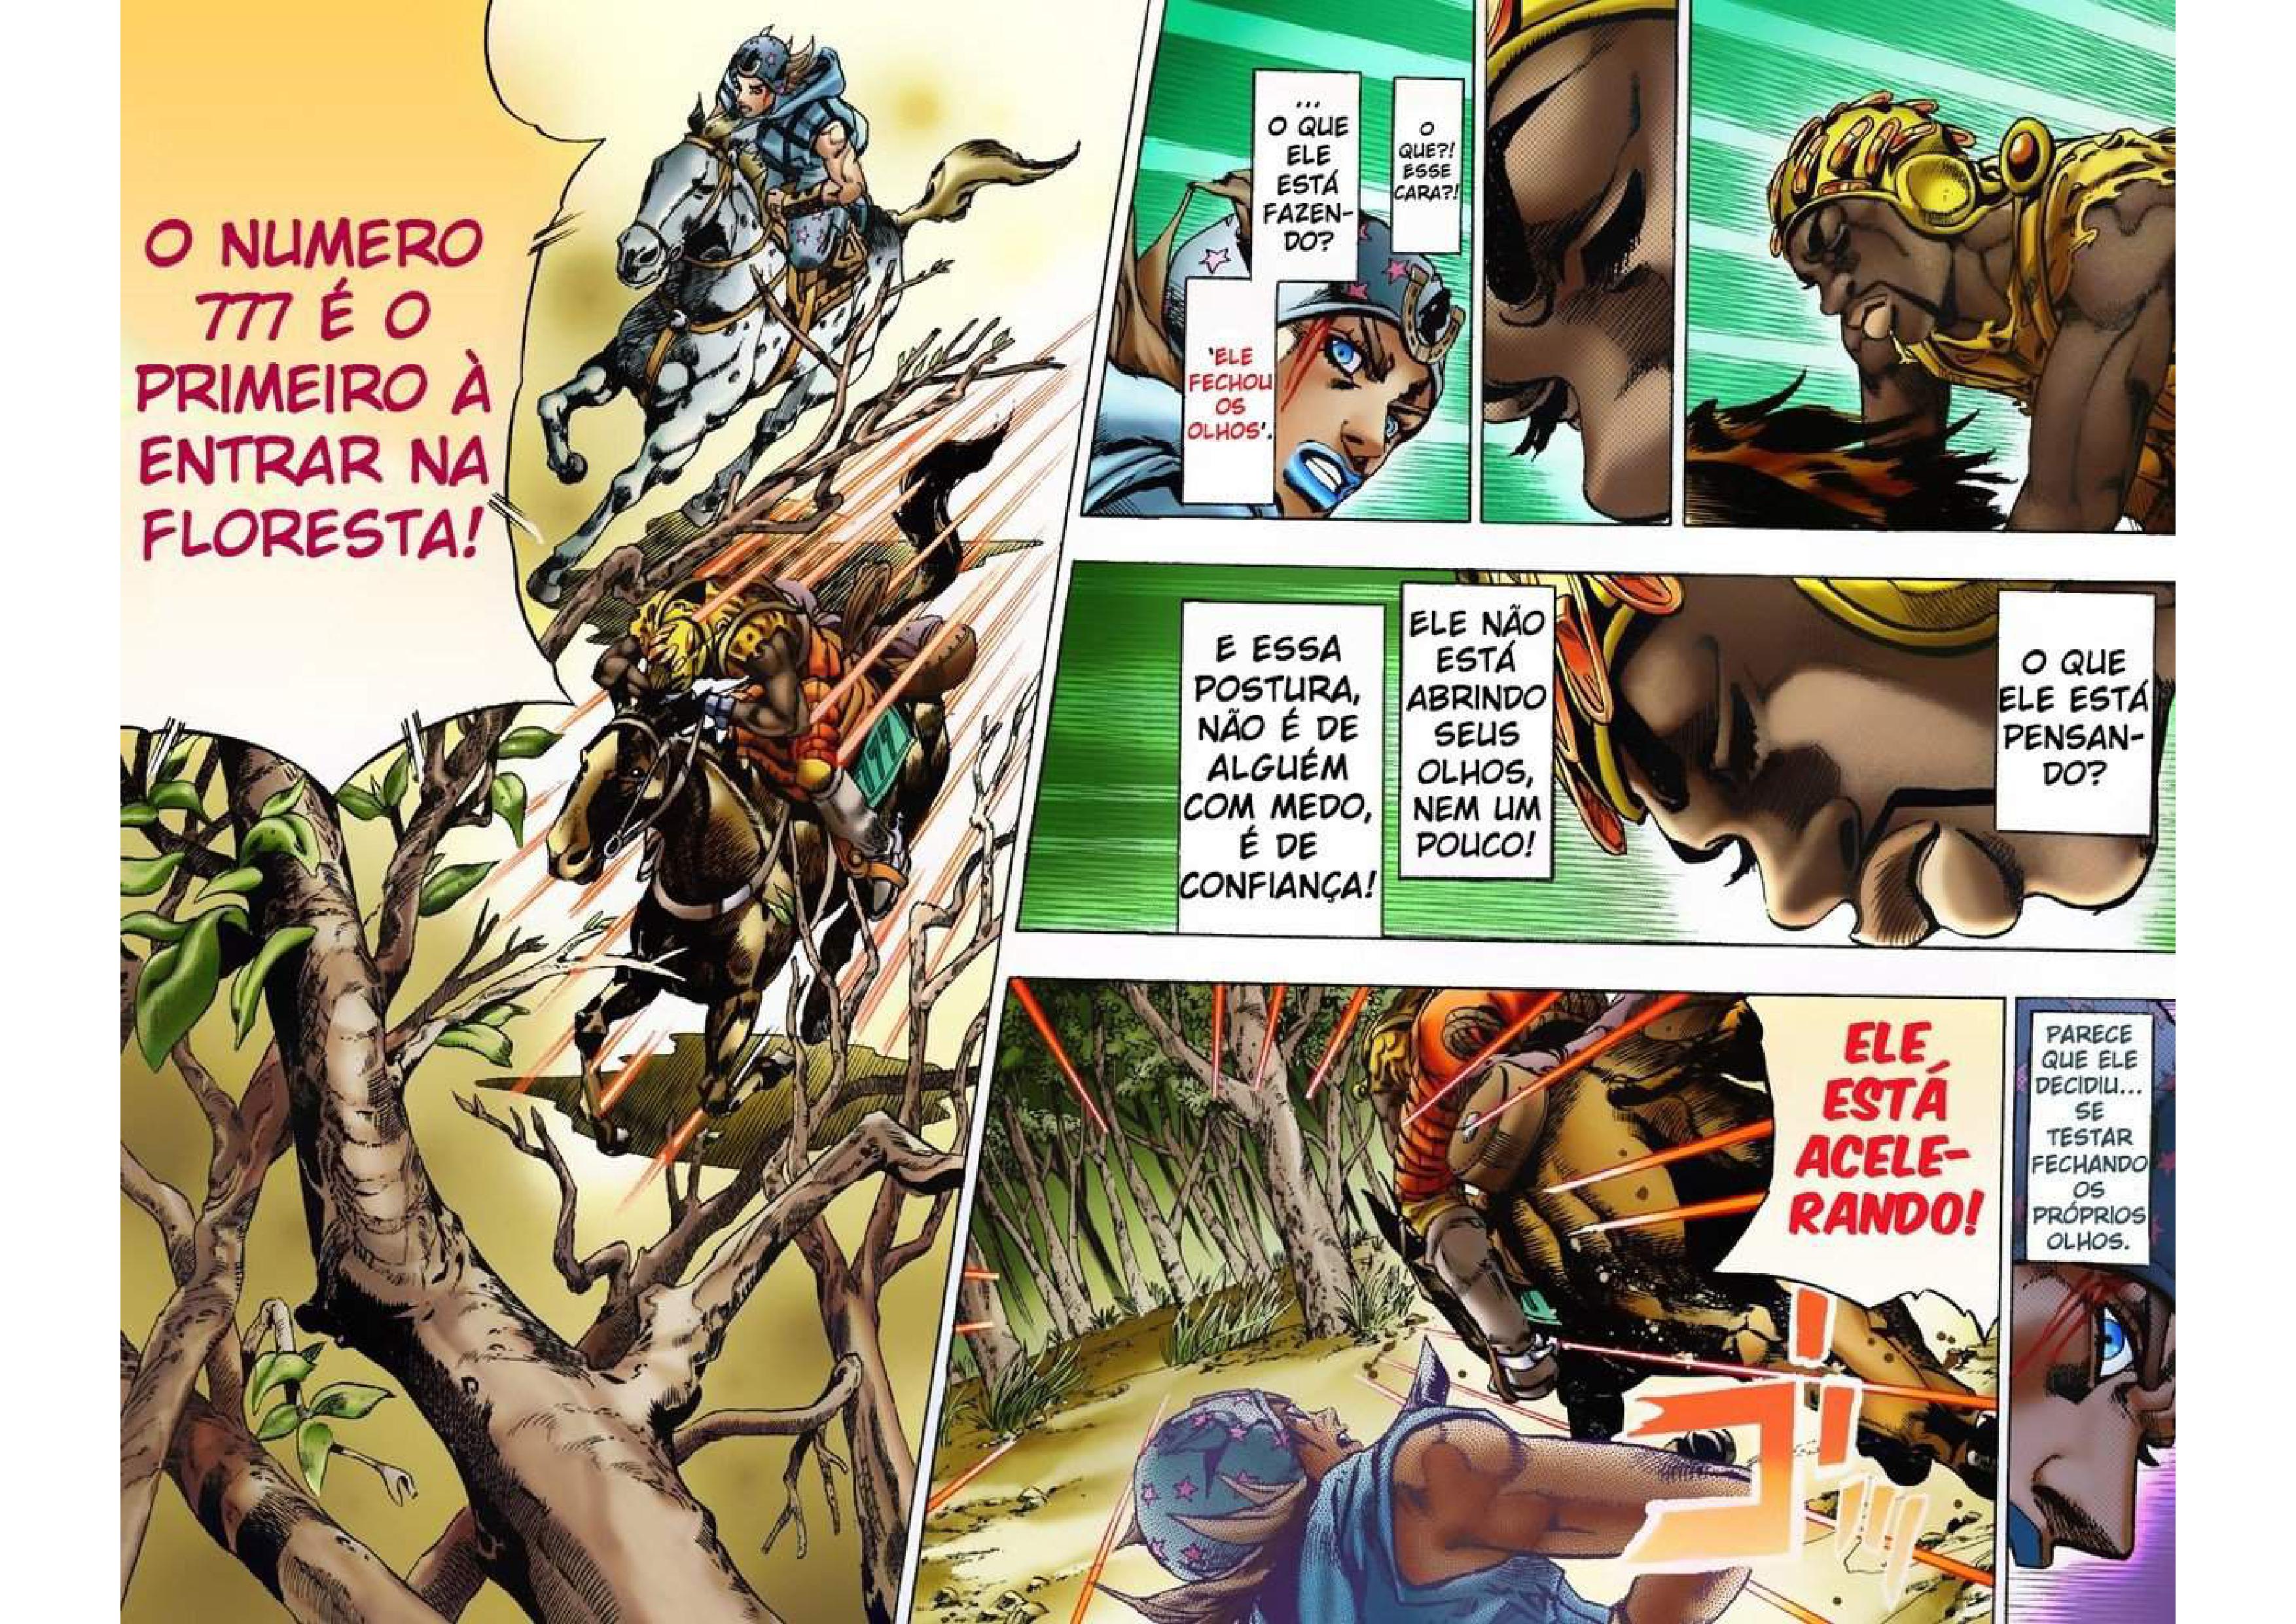 O
QUE?!
ESSE
CARA?!
...
O QUE
ELE
ESTÁ
FAZEN-
DO?
'ELE
FECHOU
OS
OLHOS'.
O QUE
ELE ESTÁ
PENSAN-
DO?
ELE NÃO
ESTÁ
ABRINDO
SEUS
OLHOS,
NEM UM
POUCO!
E ESSA
POSTURA,
NÃO É DE
ALGUÉM
COM MEDO,
É DE
CONFIANÇA!
PARECE
QUE ELE
DECIDIU...
SE
TESTAR
FECHANDO
OS
PRÓPRIOS
OLHOS.
ELE
ESTÁ
ACELE-
RANDO!
ゴ
O NUMERO
777 É O
PRIMEIRO À
ENTRAR NA
FLORESTA!